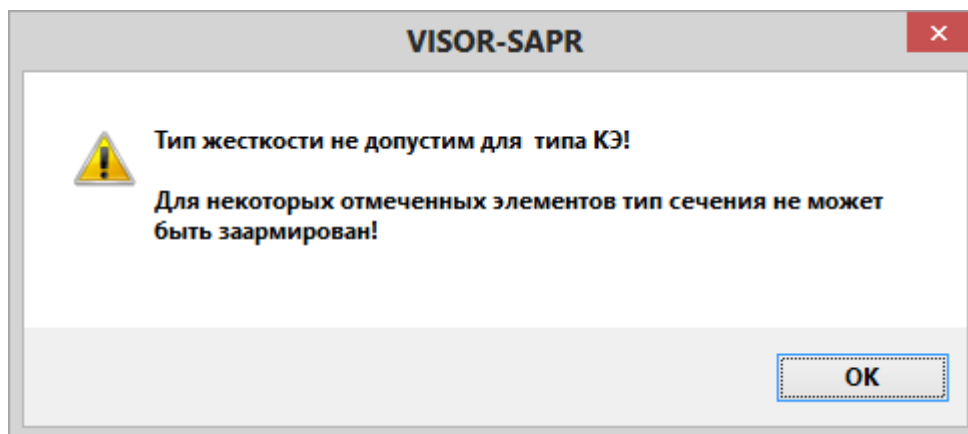 VISOR-SAPR
Тип жесткости не допустим для  типа КЭ!
Для некоторых отмеченных элементов тип сечения не может
быть заармирован!
OK